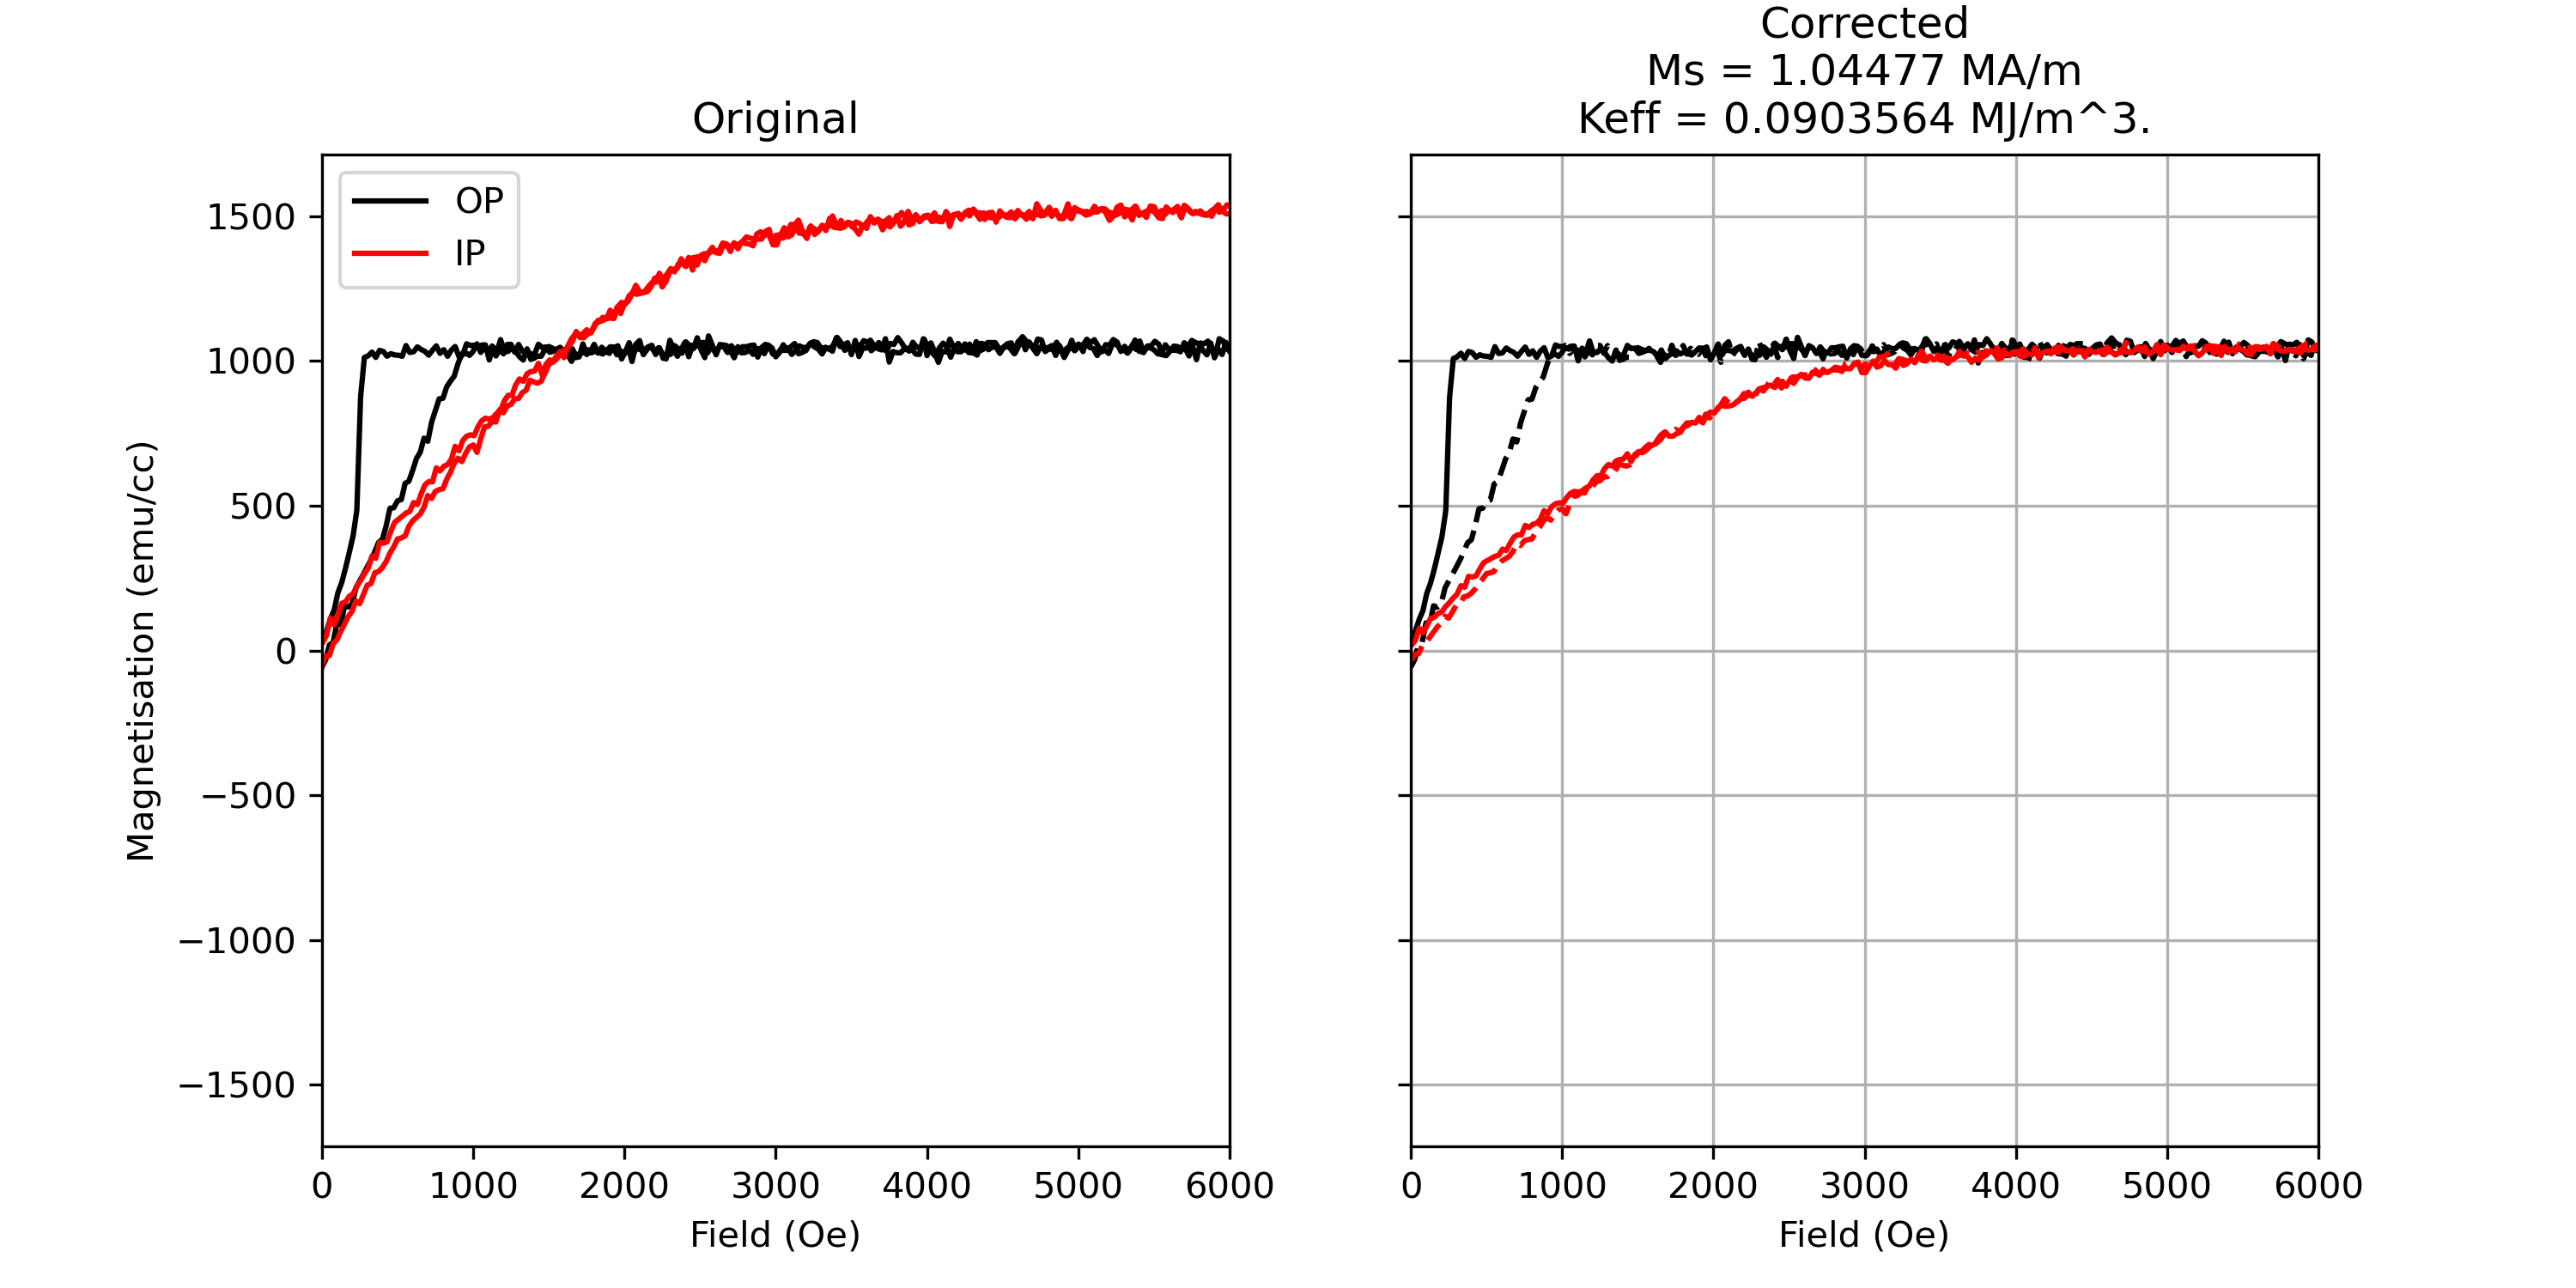 Original
OP
IP
Magnetisation (emu/cc)
1500
1000
500
0
−500
−1000
−1500
0 1000 2000 3000 4000 5000 6000
Field (Oe)
Corrected
Ms = 1.04477 MA/m
Keff = 0.0903564 MJ/m^3.
0 1000 2000 3000 4000 5000 6000
Field (Oe)